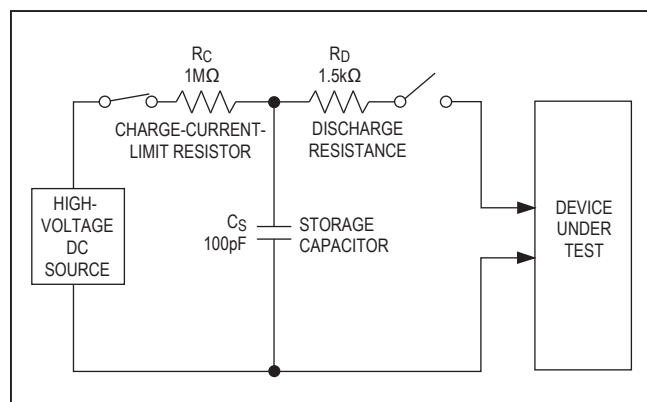 RC
1MΩ
CHARGE-CURRENT-
LIMIT RESISTOR
RD
1.5kΩ
DISCHARGE
RESISTANCE
HIGH-
VOLTAGE
DC
SOURCE
CS
100pF
STORAGE
CAPACITOR
DEVICE
UNDER
TEST